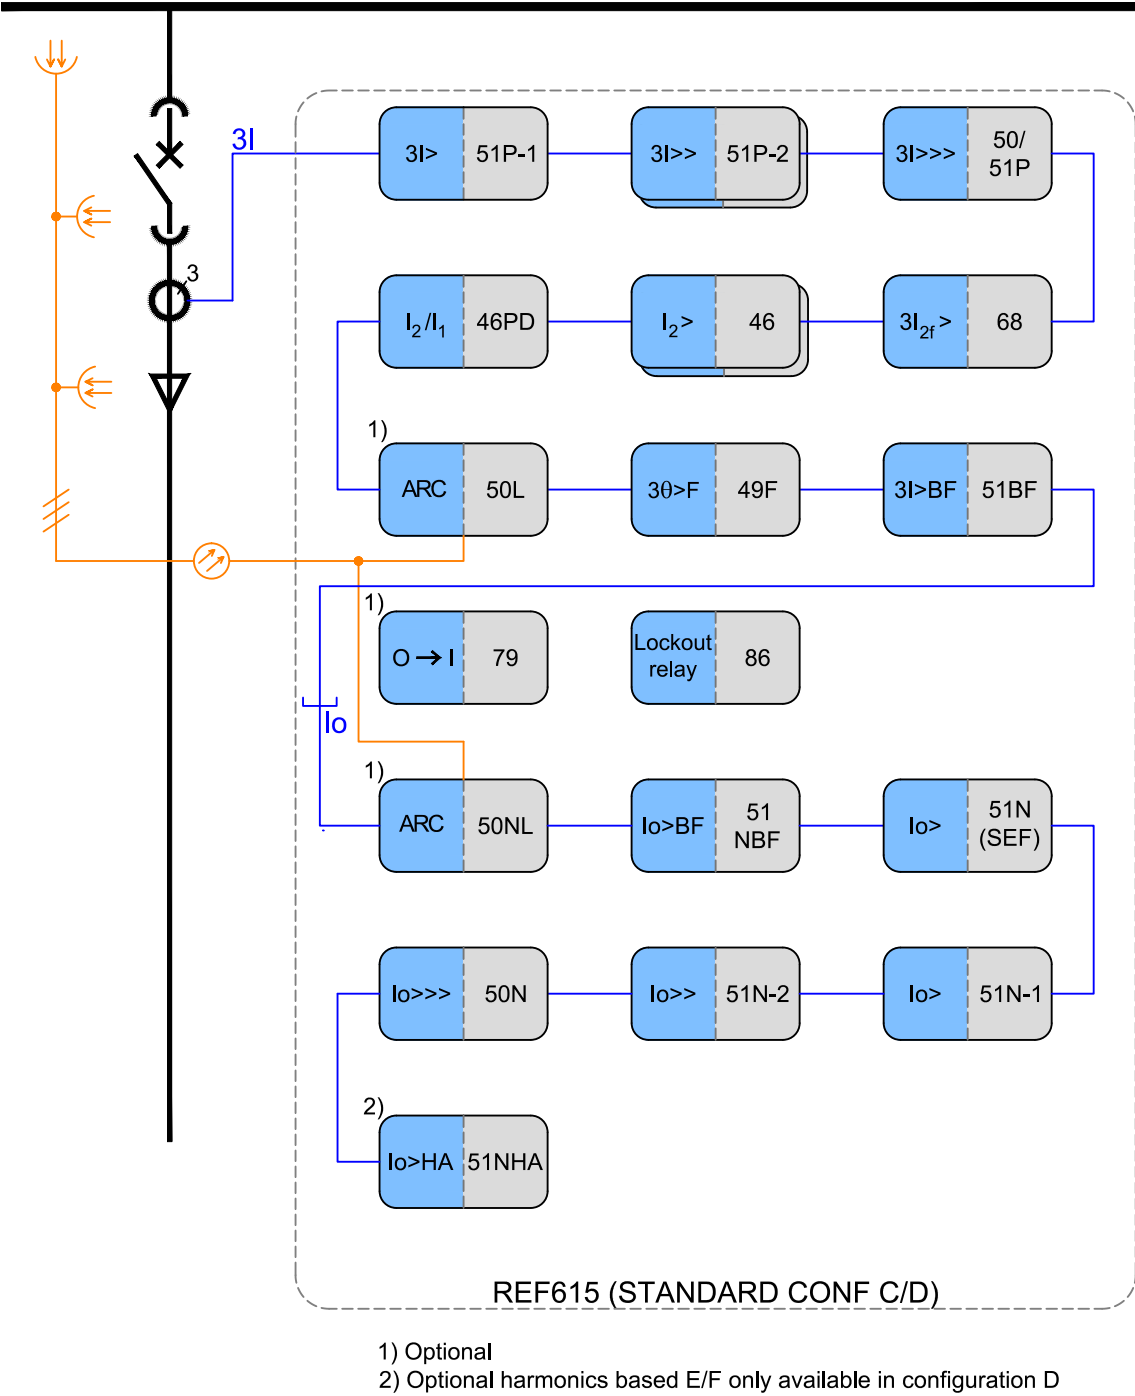 3I
3I> 51P-1
3I>> 51P-2
3I>>> 50/
51P
3
I2/I1 46PD
I2> 46
3I2f> 68
1)
ARC 50L
3θ>F 49F
3I>BF 51BF
1)
O→I 79
Lockout
relay 86
Io
1)
ARC 50NL
Io>BF 51
NBF
Io> 51N
(SEF)
Io>>> 50N
Io>> 51N-2
Io> 51N-1
2)
Io>HA 51NHA
REF615 (STANDARD CONF C/D)
1) Optional
2) Optional harmonics based E/F only available in configuration D